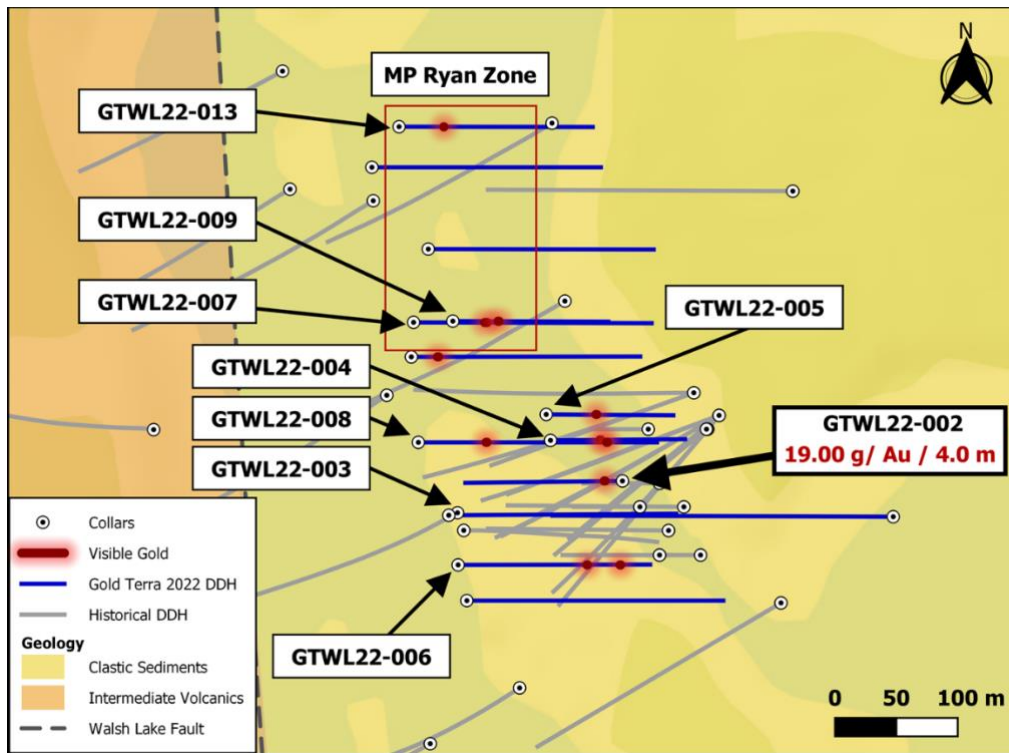 N
MP Ryan Zone
GTWL22-013
GTWL22-009
GTWL22-007
GTWL22-005
GTWL22-004
GTWL22-008
GTWL22-002
19.00 g/ Au / 4.0 m
GTWL22-003
GTWL22-006
Collars
Visible Gold
Gold Terra 2022 DDH
Historical DDH
Geology
Clastic Sediments
Intermediate Volcanics
Walsh Lake Fault
0 50 100 m